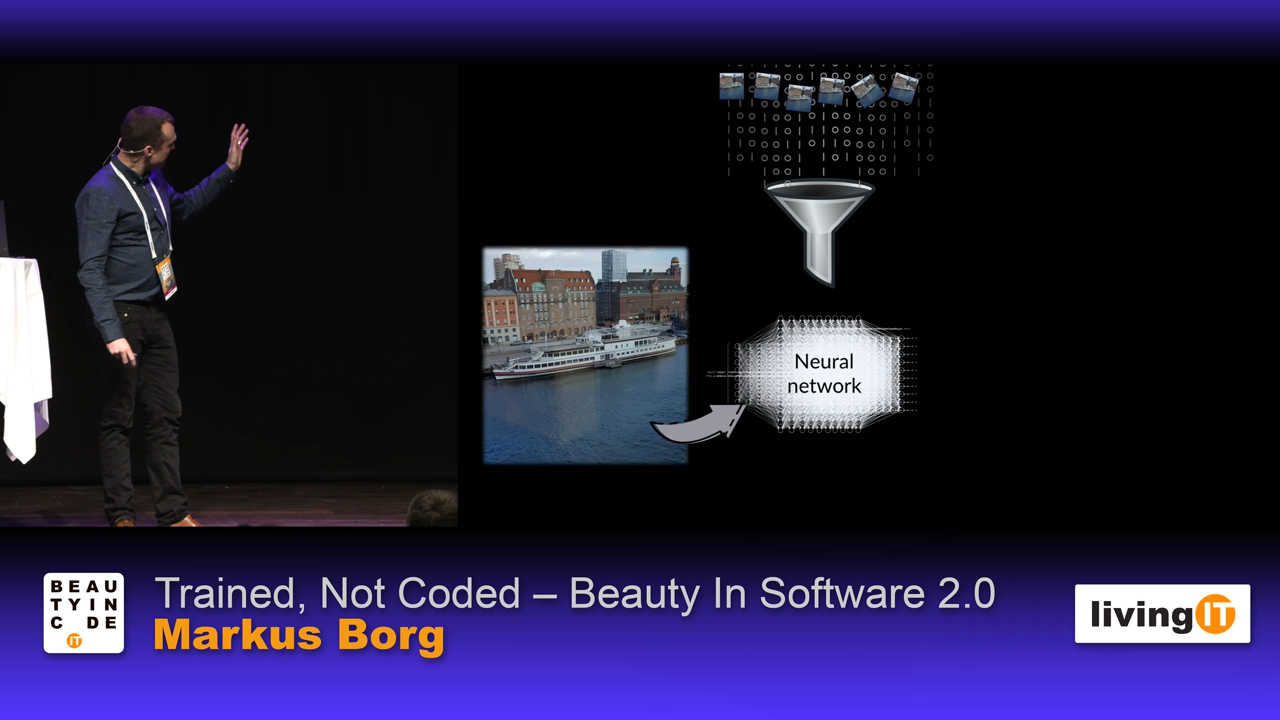 Neural
network
BEAU
TYIN
C DE
IT
Trained, Not Coded – Beauty In Software 2.0
Markus Borg
livingIT